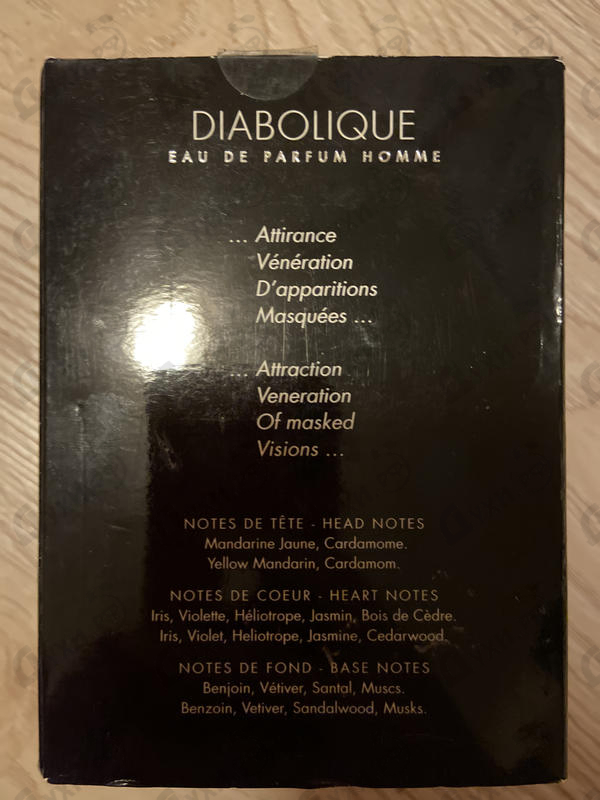 DIABOLIQUE
EAU DE PARFUM HOMME
... Attirance
Vénération
D'apparitions
Masquées ...
... Attraction
Veneration
Of masked
Visions ...
NOTES DE TÊTE - HEAD NOTES
Mandarine Jaune, Cardamome.
Yellow Mandarin, Cardamom.
NOTES DE COEUR - HEART NOTES
Iris, Violette, Héliotrope, Jasmin, Bois de Cèdre.
Iris, Violet, Heliotrope, Jasmine, Cedarwood.
NOTES DE FOND - BASE NOTES
Benjoin, Vétiver, Santal, Muscs.
Benzoin, Vetiver, Sandalwood, Musks.